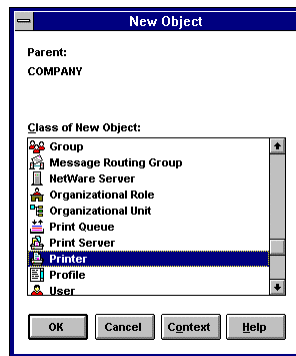 New Object
Parent:
COMPANY
Class of New Object:
Group
Message Routing Group
NetWare Server
Organizational Role
Organizational Unit
Print Queue
Print Server
Printer
Profile
User
OK Cancel Context Help